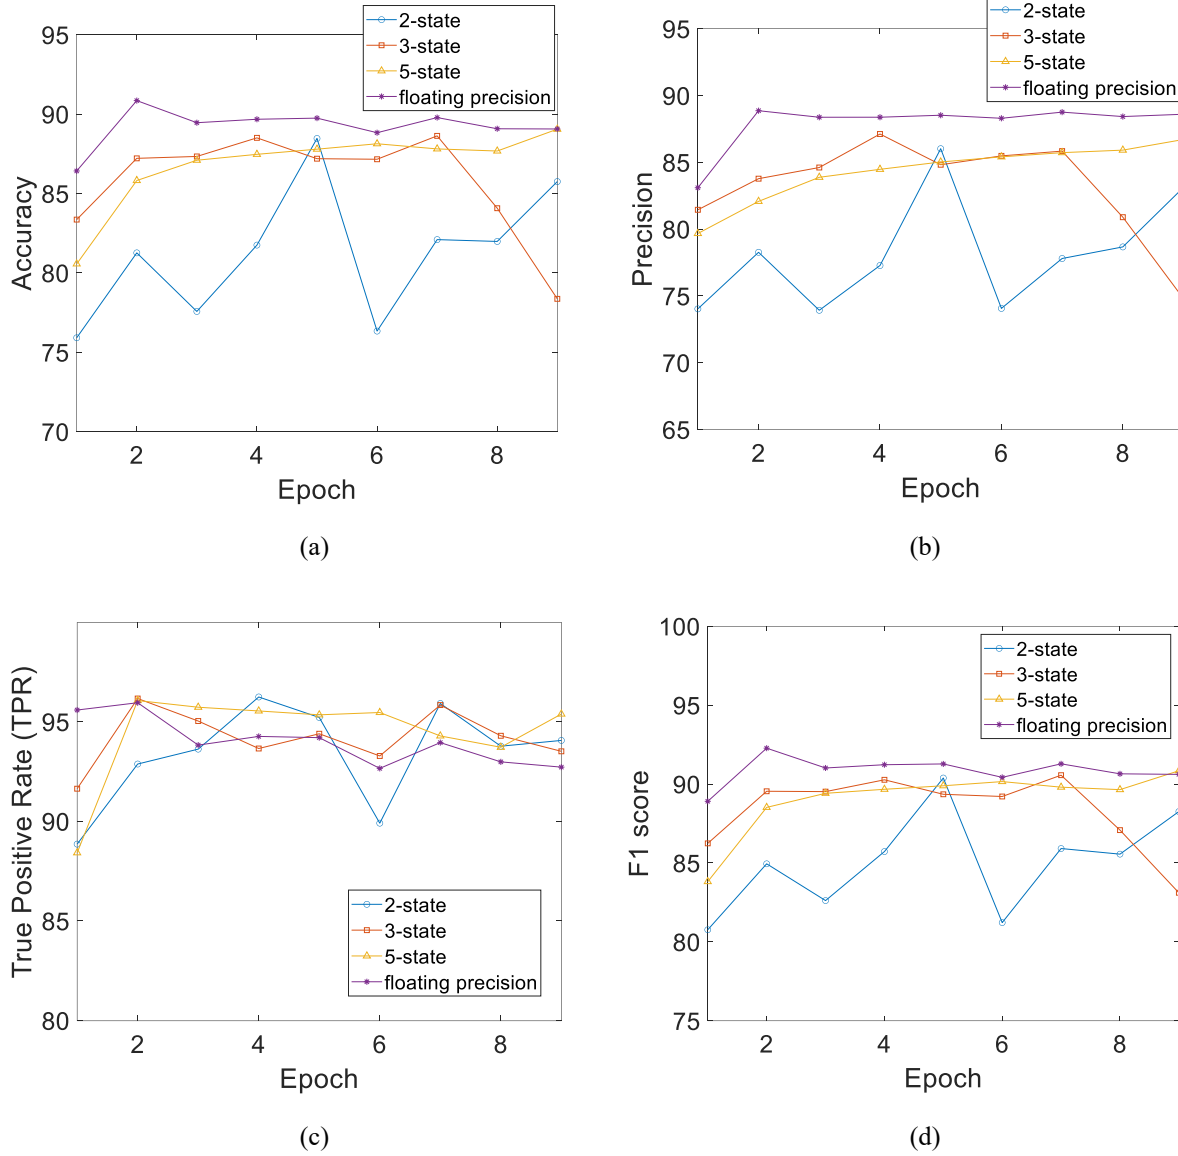 2-state
3-state
5-state
floating precision
95
90
85
80
75
70
Accuracy
2
4
6
8
Epoch
(a)
2-state
3-state
5-state
floating precision
95
90
85
80
75
70
65
Precision
2
4
6
8
Epoch
(b)
95
90
85
80
True Positive Rate (TPR)
2-state
3-state
5-state
floating precision
2
4
6
8
Epoch
(c)
100
95
90
85
80
75
F1 score
2-state
3-state
5-state
floating precision
2
4
6
8
Epoch
(d)